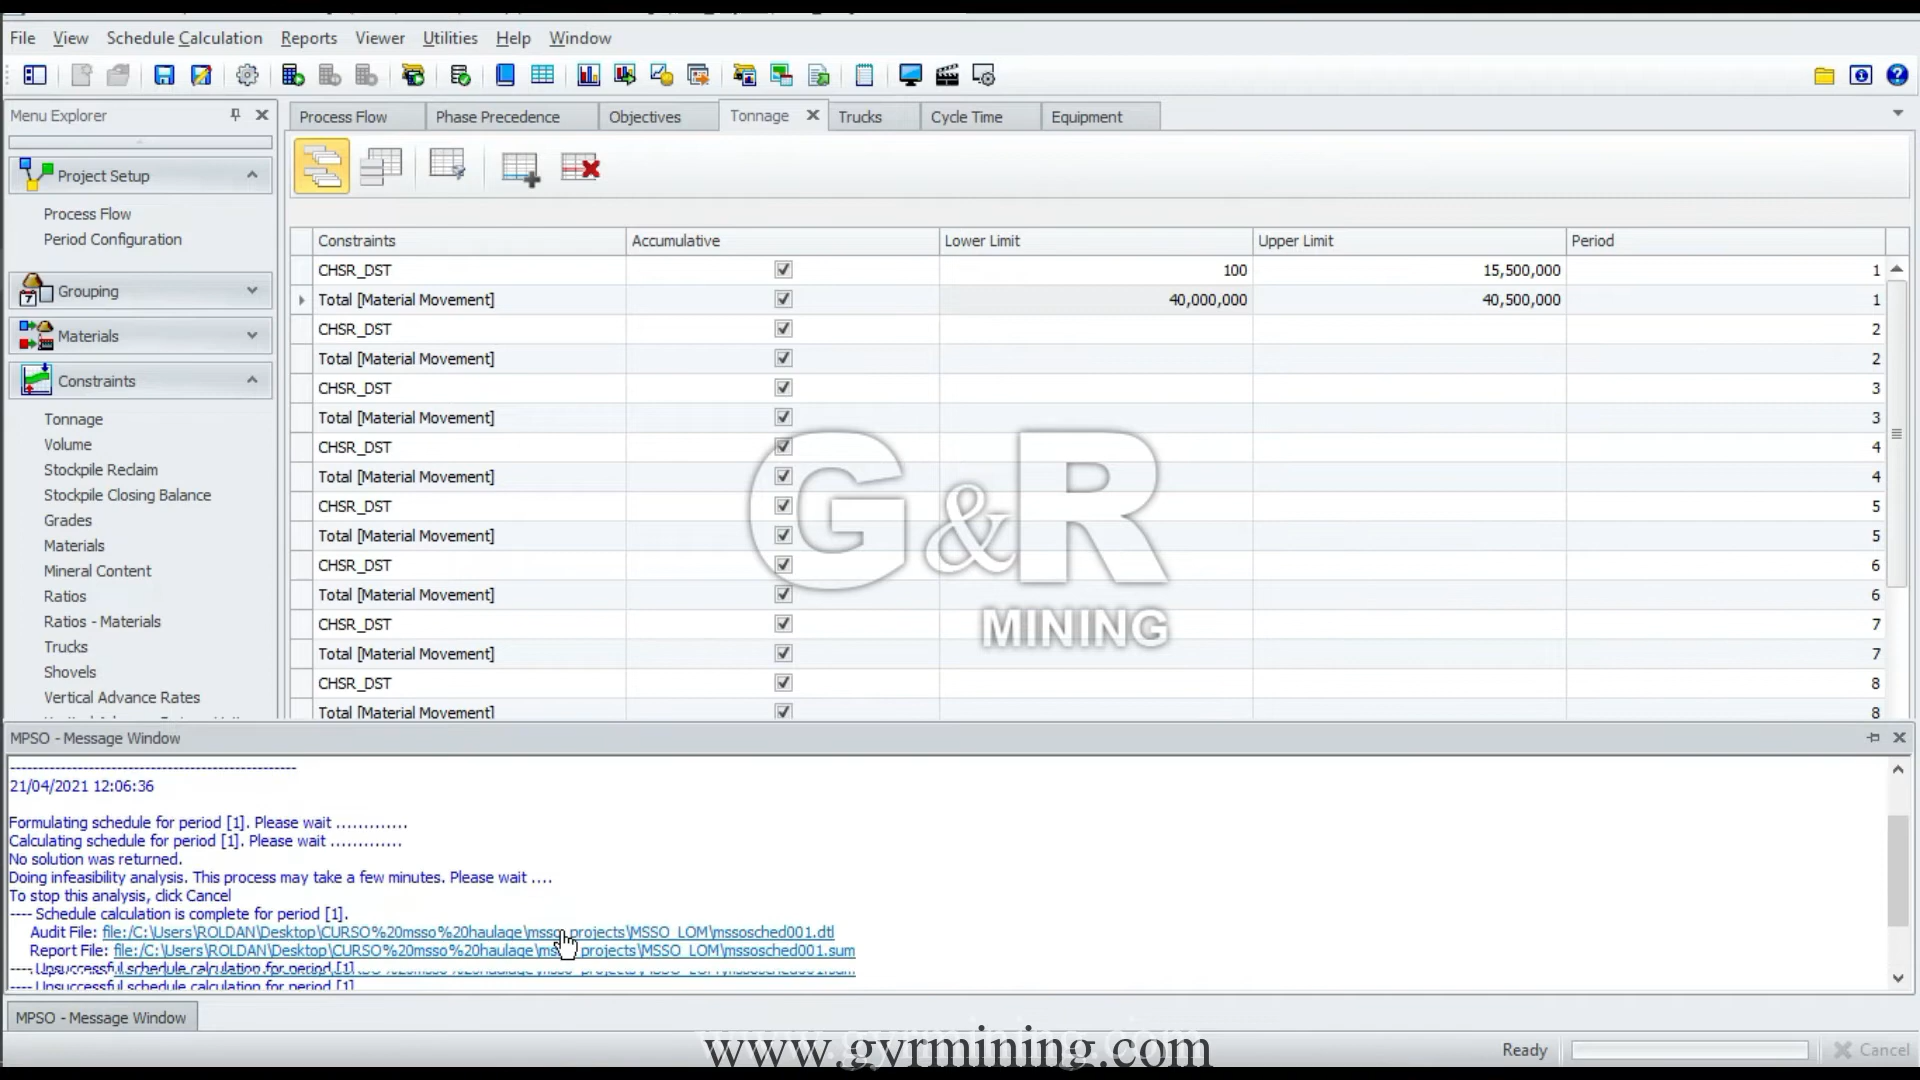 File View Schedule Calculation Reports Viewer Utilities Help Window
Menu Explorer
Process Flow Phase Precedence Objectives Tonnage Trucks Cycle Time Equipment
Project Setup
Process Flow
Period Configuration
Grouping
Materials
Constraints
Tonnage
Volume
Stockpile Reclaim
Stockpile Closing Balance
Grades
Materials
Mineral Content
Ratios
Ratios - Materials
Trucks
Shovels
Vertical Advance Rates
Constraints Accumulative Lower Limit Upper Limit Period
CHSR_DST 100 15,500,000 1
Total [Material Movement] 40,000,000 40,500,000 1
CHSR_DST 2
Total [Material Movement] 2
CHSR_DST 3
Total [Material Movement] 3
CHSR_DST 4
Total [Material Movement] 4
CHSR_DST 5
Total [Material Movement] 5
CHSR_DST 6
Total [Material Movement] 6
CHSR_DST 7
Total [Material Movement] 7
CHSR_DST 8
Total [Material Movement] 8
G&R
MINING
MPSO - Message Window
21/04/2021 12:06:36
Formulating schedule for period [1]. Please wait .............
Calculating schedule for period [1]. Please wait .............
No solution was returned.
Doing infeasibility analysis. This process may take a few minutes. Please wait ....
To stop this analysis, click Cancel
---- Schedule calculation is complete for period [1].
Audit File: file:/C:\Users\ROLDAN\Desktop\CURSO%20msso%20haulage\msso_projects\MSSO_LOM\mssosched001.dtl
Report File: file:/C:\Users\ROLDAN\Desktop\CURSO%20msso%20haulage\msso_projects\MSSO_LOM\mssosched001.sum
---- Unsuccessful schedule calculation for period [1]
---- Unsuccessful schedule calculation for period [1]
MPSO - Message Window
www.gyrmining.com
Ready Cancel